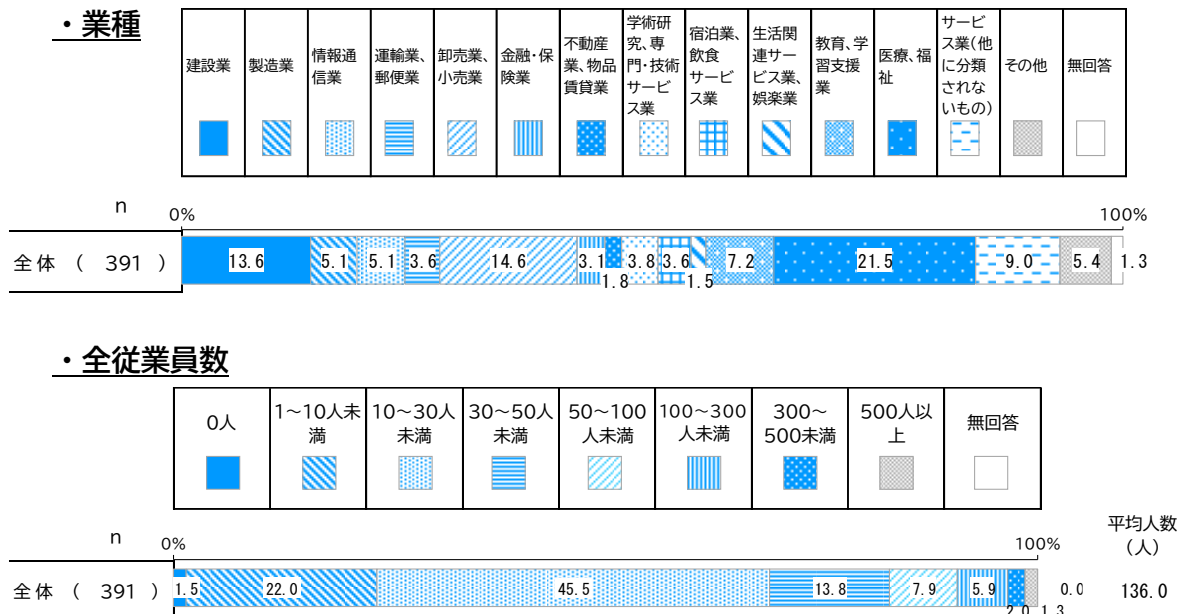 ・業種
建設業
製造業
情報通
信業
運輸業、
郵便業
卸売業、
小売業
金融・保
険業
不動産
業、物品
賃貸業
学術研
究、専
門・技術
サービ
ス業
宿泊業、
飲食
サービ
ス業
生活関
連サー
ビス業、
娯楽業
教育、学
習支援
業
医療、福
祉
サービ
ス業(他
に分類
されな
いもの)
その他
無回答
n
0%
100%
全体 ( 391 )
13.6 5.1 5.1 3.6 14.6 3.1 1.8 3.8 3.6 1.5 7.2 21.5 9.0 5.4 1.3
・全従業員数
0人
1~10人未
満
10~30人
未満
30~50人
未満
50~100
人未満
100~300
人未満
300~
500未満
500人以
上
無回答
n
0%
100%
平均人数
(人)
全体 ( 391 )
1.5 22.0 45.5 13.8 7.9 5.9 2.0 1.3 0.0 136.0